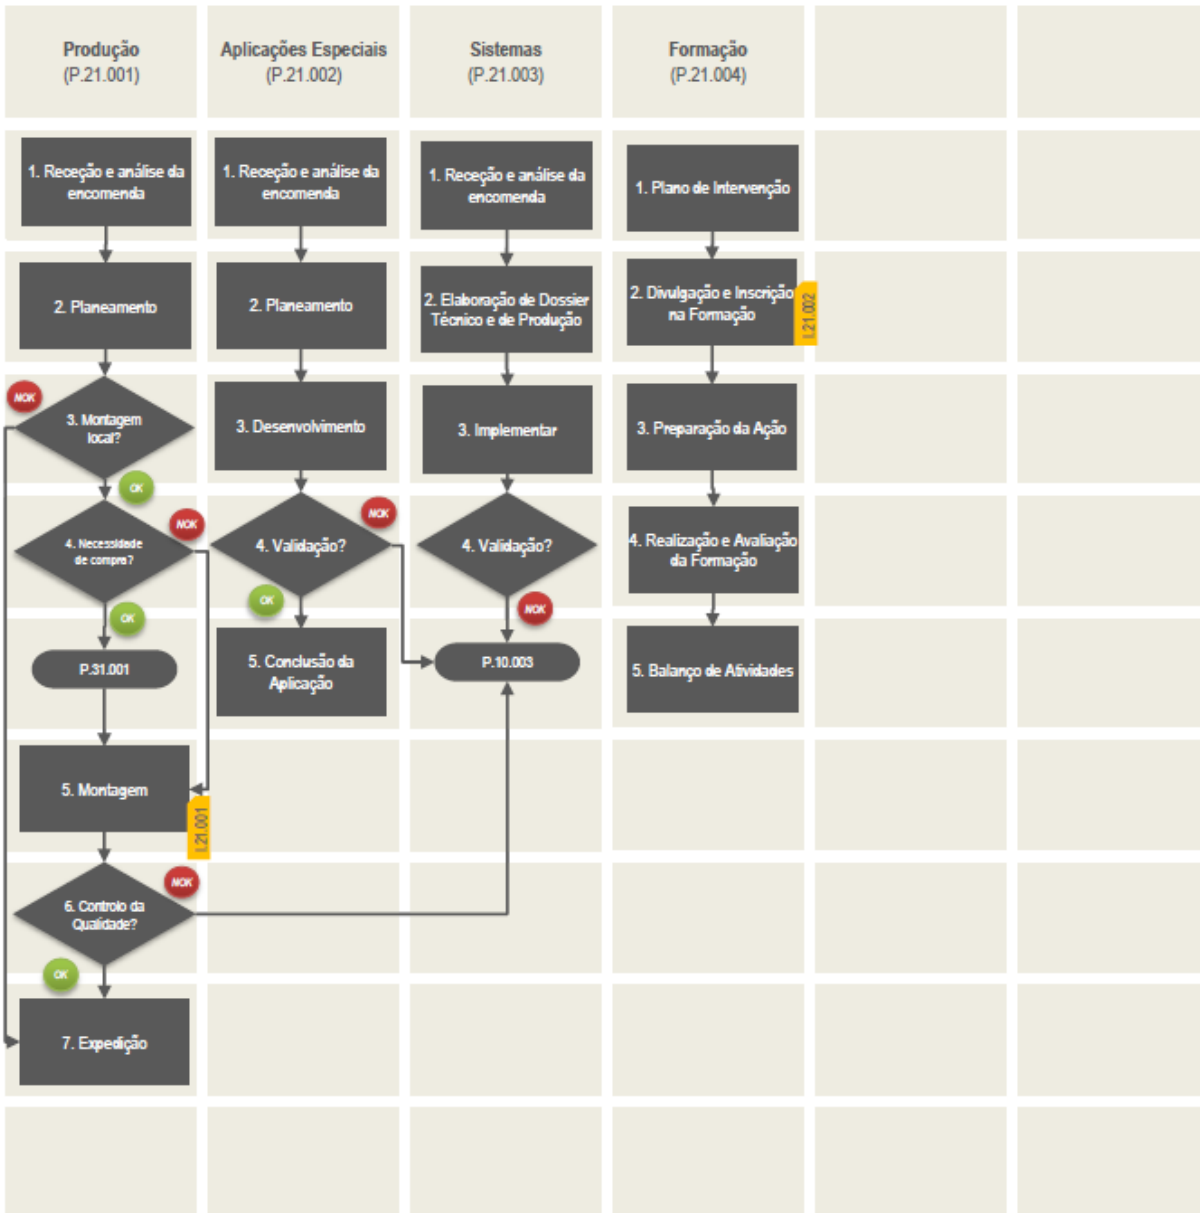 Produção
(P.21.001)
Aplicações Especiais
(P.21.002)
Sistemas
(P.21.003)
Formação
(P.21.004)
1. Receção e análise da
encomenda
1. Receção e análise da
encomenda
1. Receção e análise da
encomenda
1. Plano de Intervenção
2. Planeamento
2. Planeamento
2. Elaboração de Dossier
Técnico e de Produção
2. Divulgação e Inscrição
na Formação
I.21.002
NOK
3. Montagem
local?
OK
3. Desenvolvimento
3. Implementar
3. Preparação da Ação
4. Necessidade
de compra?
NOK
OK
4. Validação?
NOK
OK
4. Validação?
NOK
4. Realização e Avaliação
da Formação
P.31.001
5. Conclusão da
Aplicação
P.10.003
5. Balanço de Atividades
5. Montagem
I.21.001
6. Controlo da
Qualidade?
NOK
OK
7. Expedição